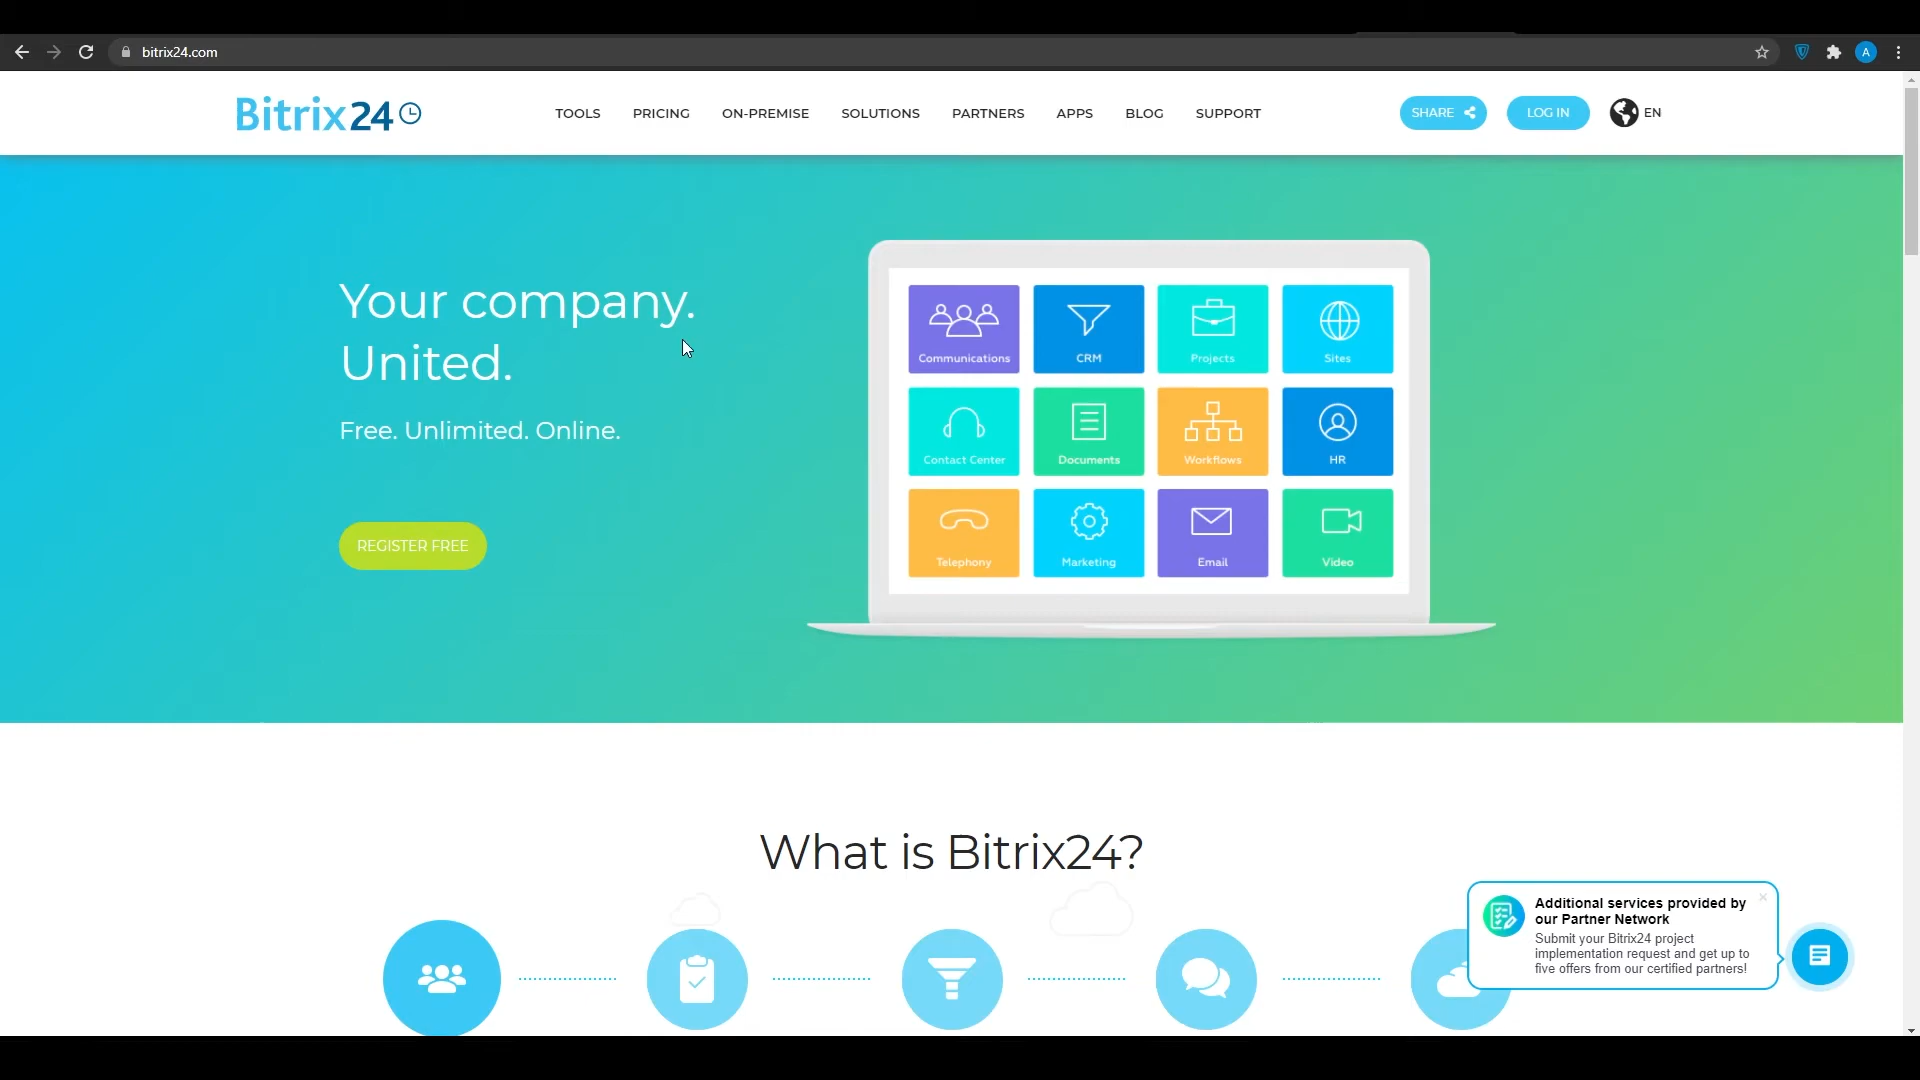 bitrix24.com
A
Bitrix24
TOOLS PRICING ON-PREMISE SOLUTIONS PARTNERS APPS BLOG SUPPORT
SHARE
LOG IN
EN
Your company.
United.
Free. Unlimited. Online.
REGISTER FREE
Communications CRM Projects Sites
Contact Center Documents Workflows HR
Telephony Marketing Email Video
What is Bitrix24?
Additional services provided by
our Partner Network
Submit your Bitrix24 project
implementation request and get up to
five offers from our certified partners!